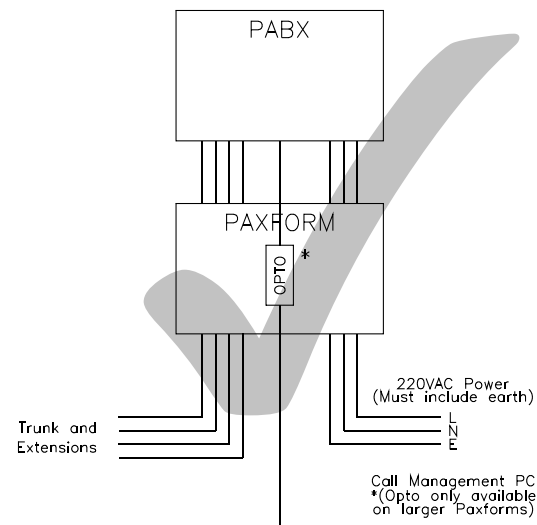 PABX
PAXFORM
OPTO
*
220VAC Power
(Must include earth)
L
N
E
Trunk and
Extensions
Call Management PC
*(Opto only available
on larger Paxforms)